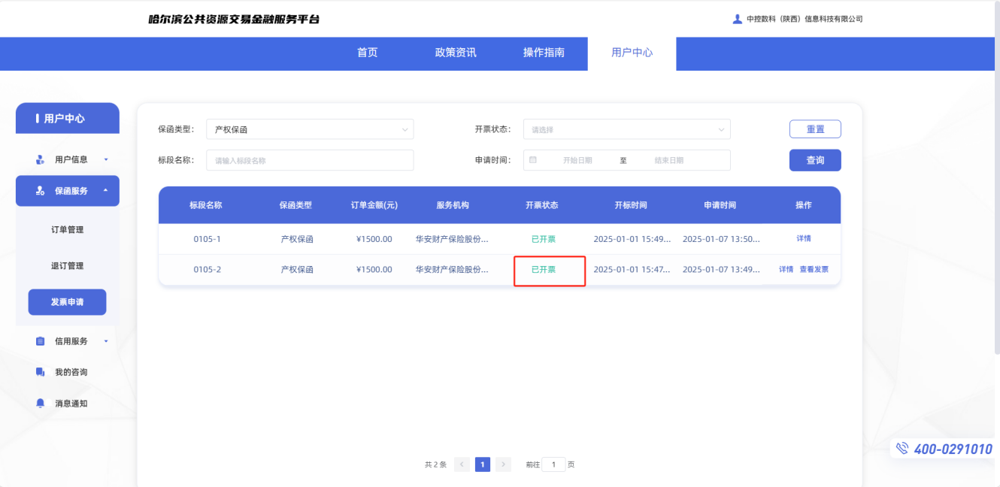 哈尔滨公共资源交易金融服务平台
中控数科（陕西）信息科技有限公司
首页 政策资讯 操作指南 用户中心
用户中心
用户信息
保函服务
订单管理
退订管理
发票申请
信用服务
我的咨询
消息通知
保函类型: 产权保函 开票状态: 请选择 重置
标段名称: 请输入标段名称 申请时间: 开始日期 至 结束日期 查询
标段名称 保函类型 订单金额(元) 服务机构 开票状态 开标时间 申请时间 操作
0105-1 产权保函 ¥1500.00 华安财产保险股份... 已开票 2025-01-01 15:49... 2025-01-07 13:50... 详情
0105-2 产权保函 ¥1500.00 华安财产保险股份... 已开票 2025-01-01 15:47... 2025-01-07 13:49... 详情 查看发票
共 2 条 < 1 > 前往 1 页
400-0291010